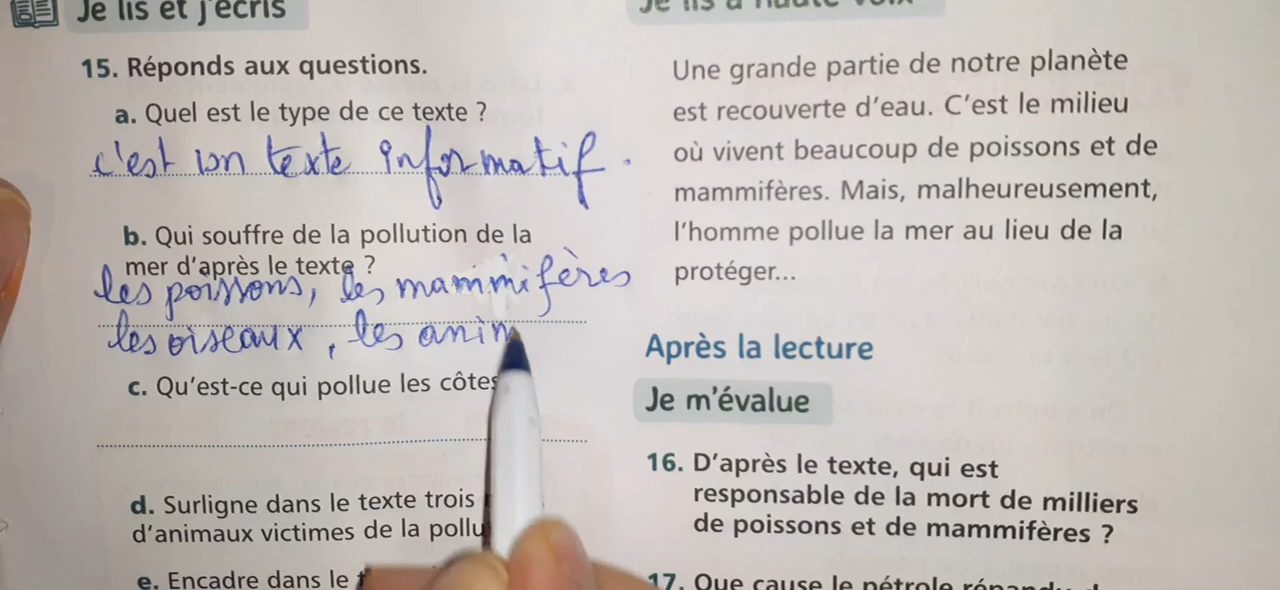 Je lis et j'écris
15. Réponds aux questions.
a. Quel est le type de ce texte ?
c'est un texte informatif.
b. Qui souffre de la pollution de la
mer d'après le texte ?
les poissons, les mammifères
les oiseaux, les anim
c. Qu'est-ce qui pollue les côtes
d. Surligne dans le texte trois
d'animaux victimes de la pollu
e. Encadre dans le
Je lis à haute voix
Une grande partie de notre planète
est recouverte d'eau. C'est le milieu
où vivent beaucoup de poissons et de
mammifères. Mais, malheureusement,
l'homme pollue la mer au lieu de la
protéger...
Après la lecture
Je m'évalue
16. D'après le texte, qui est
responsable de la mort de milliers
de poissons et de mammifères ?
17. Que cause le pétrole